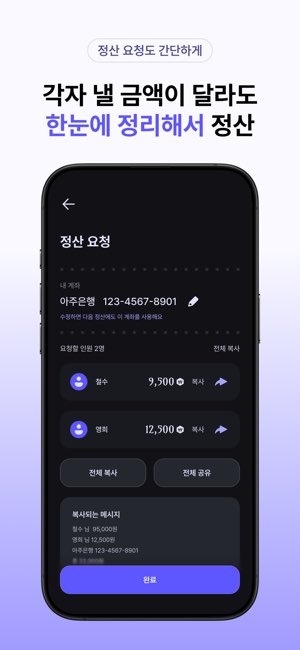 정산 요청도 간단하게
각자 낼 금액이 달라도
한눈에 정리해서 정산
정산 요청
내 계좌
아주은행 123-4567-8901
수정하면 다음 정산에도 이 계좌를 사용해요
요청할 인원 2명 전체 복사
철수 9,500 복사
영희 12,500 복사
전체 복사 전체 공유
복사되는 메시지
철수 님 95,000원
영희 님 12,500원
아주은행 123-4567-8901
완료